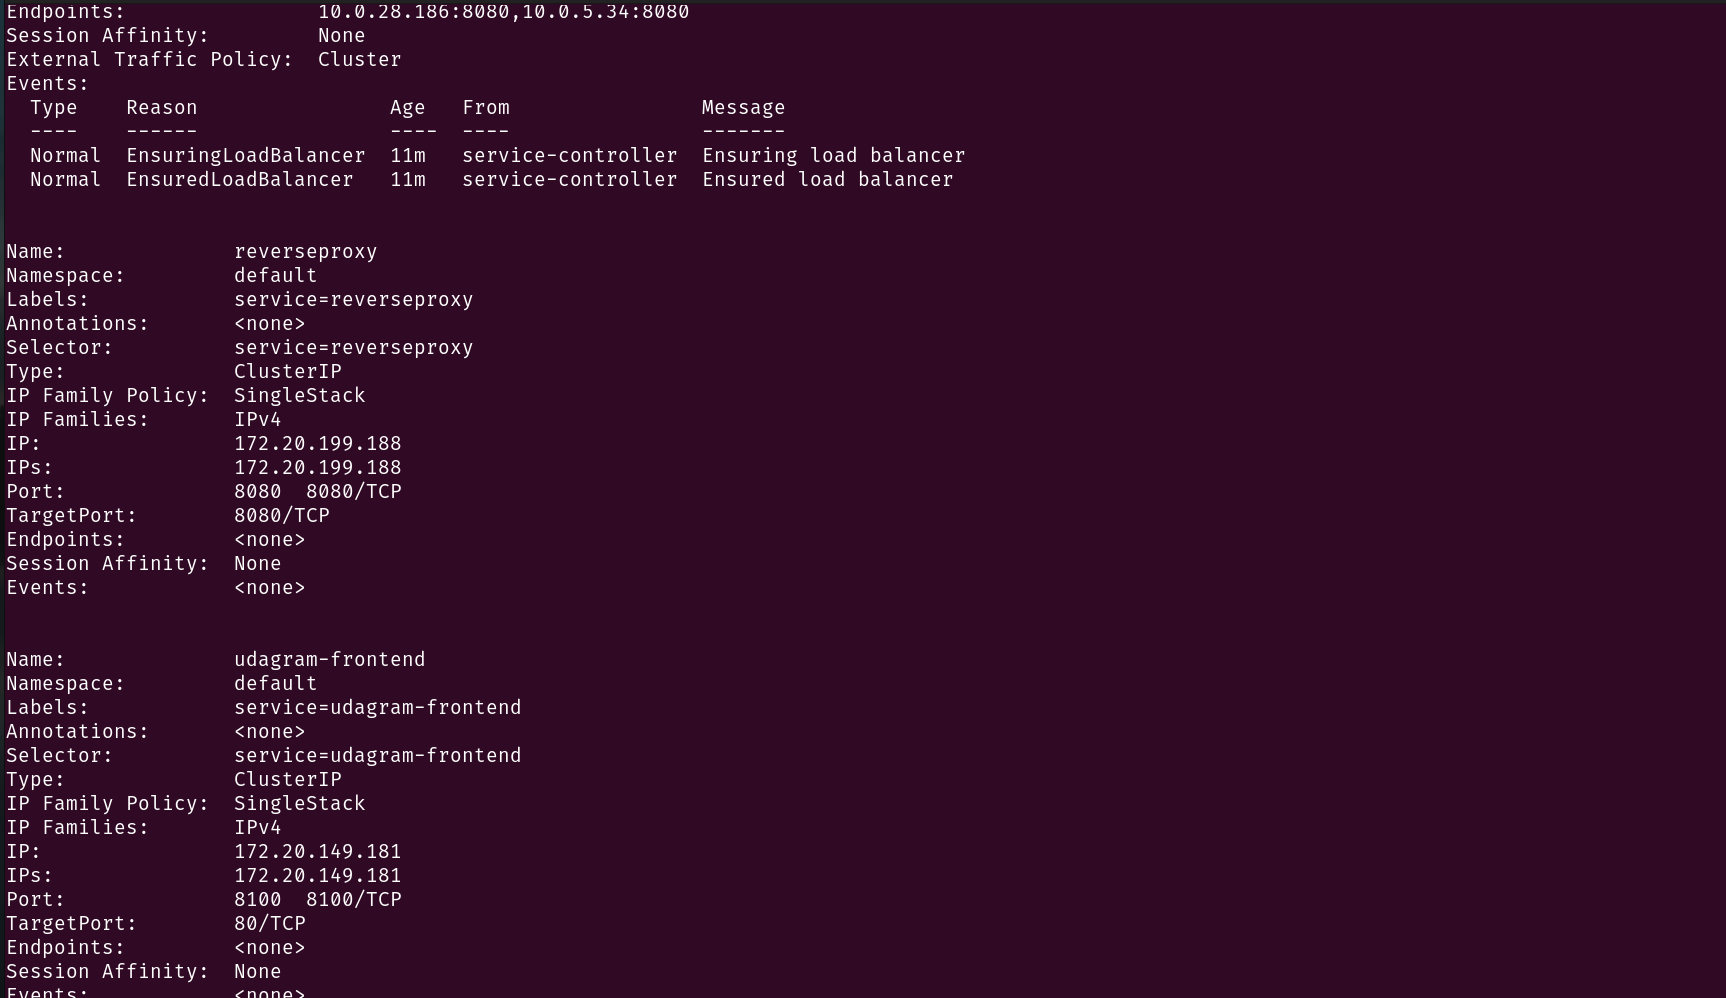 Endpoints:                10.0.28.186:8080,10.0.5.34:8080
Session Affinity:         None
External Traffic Policy:  Cluster
Events:
  Type    Reason                Age   From                Message
  ----    ------                ----  ----                -------
  Normal  EnsuringLoadBalancer  11m   service-controller  Ensuring load balancer
  Normal  EnsuredLoadBalancer   11m   service-controller  Ensured load balancer

Name:              reverseproxy
Namespace:         default
Labels:            service=reverseproxy
Annotations:       <none>
Selector:          service=reverseproxy
Type:              ClusterIP
IP Family Policy:  SingleStack
IP Families:       IPv4
IP:                172.20.199.188
IPs:               172.20.199.188
Port:              8080  8080/TCP
TargetPort:        8080/TCP
Endpoints:         <none>
Session Affinity:  None
Events:            <none>

Name:              udagram-frontend
Namespace:         default
Labels:            service=udagram-frontend
Annotations:       <none>
Selector:          service=udagram-frontend
Type:              ClusterIP
IP Family Policy:  SingleStack
IP Families:       IPv4
IP:                172.20.149.181
IPs:               172.20.149.181
Port:              8100  8100/TCP
TargetPort:        80/TCP
Endpoints:         <none>
Session Affinity:  None
Events:            <none>